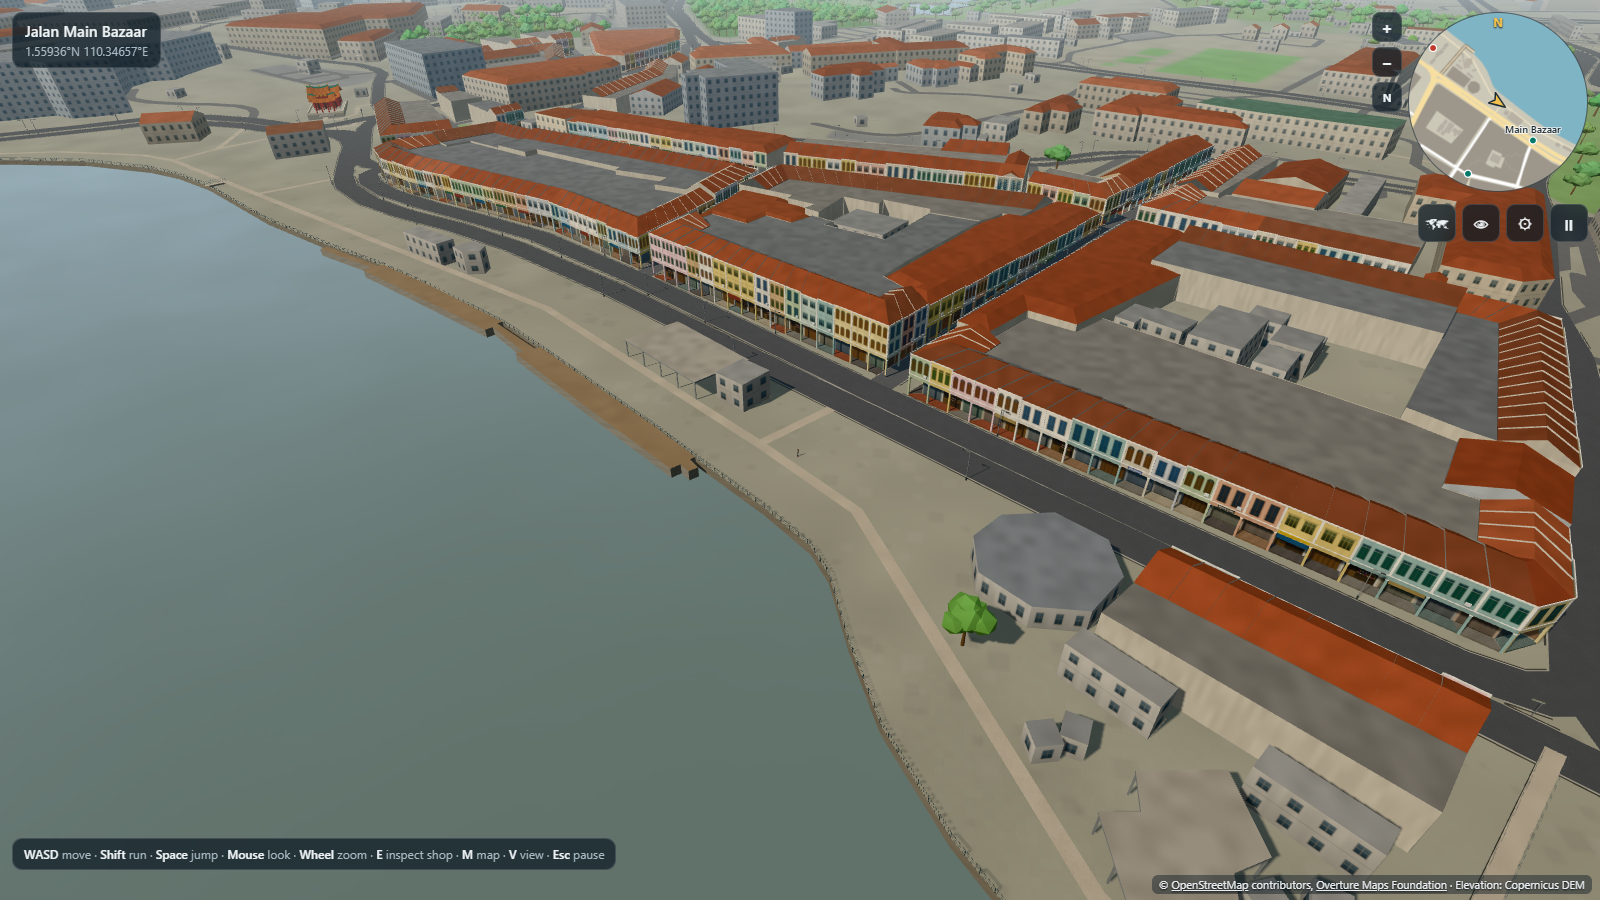 Jalan Main Bazaar
1.55936°N 110.34657°E
+
−
N
N
Main Bazaar
WASD move · Shift run · Space jump · Mouse look · Wheel zoom · E inspect shop · M map · V view · Esc pause
© OpenStreetMap contributors, Overture Maps Foundation · Elevation: Copernicus DEM